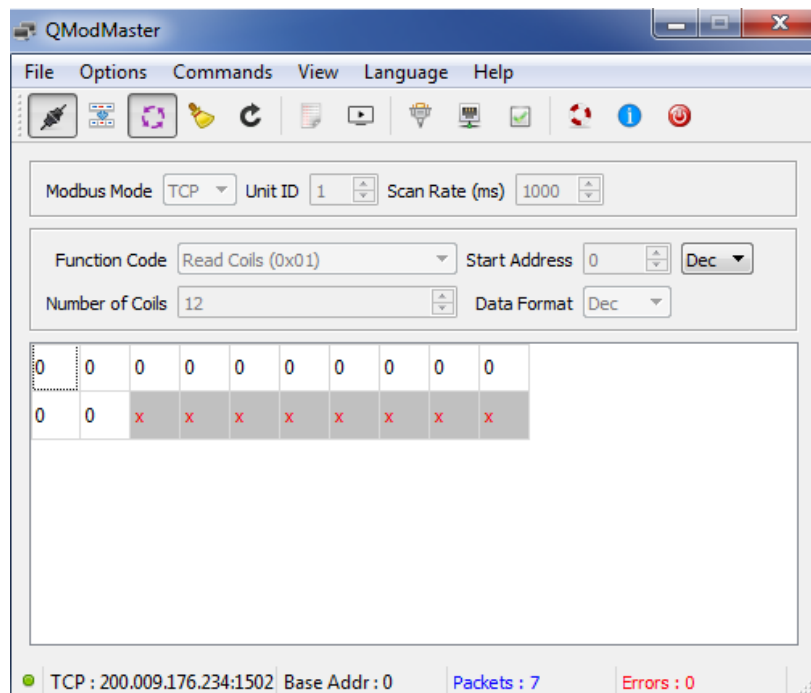 QModMaster
File Options Commands View Language Help
Modbus Mode TCP Unit ID 1 Scan Rate (ms) 1000
Function Code Read Coils (0x01) Start Address 0 Dec
Number of Coils 12 Data Format Dec
0 0 0 0 0 0 0 0 0 0
0 0 x x x x x x x x
TCP : 200.009.176.234:1502 Base Addr : 0 Packets : 7 Errors : 0